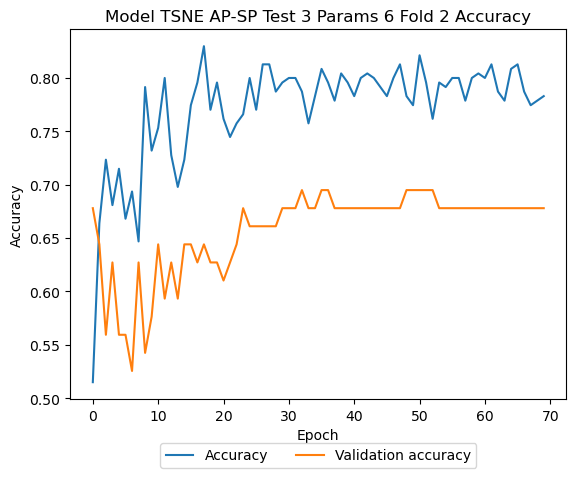 Model TSNE AP-SP Test 3 Params 6 Fold 2 Accuracy
0.80
0.75
0.70
0.65
0.60
0.55
0.50
Accuracy
0 10 20 30 40 50 60 70
Epoch
Accuracy Validation accuracy